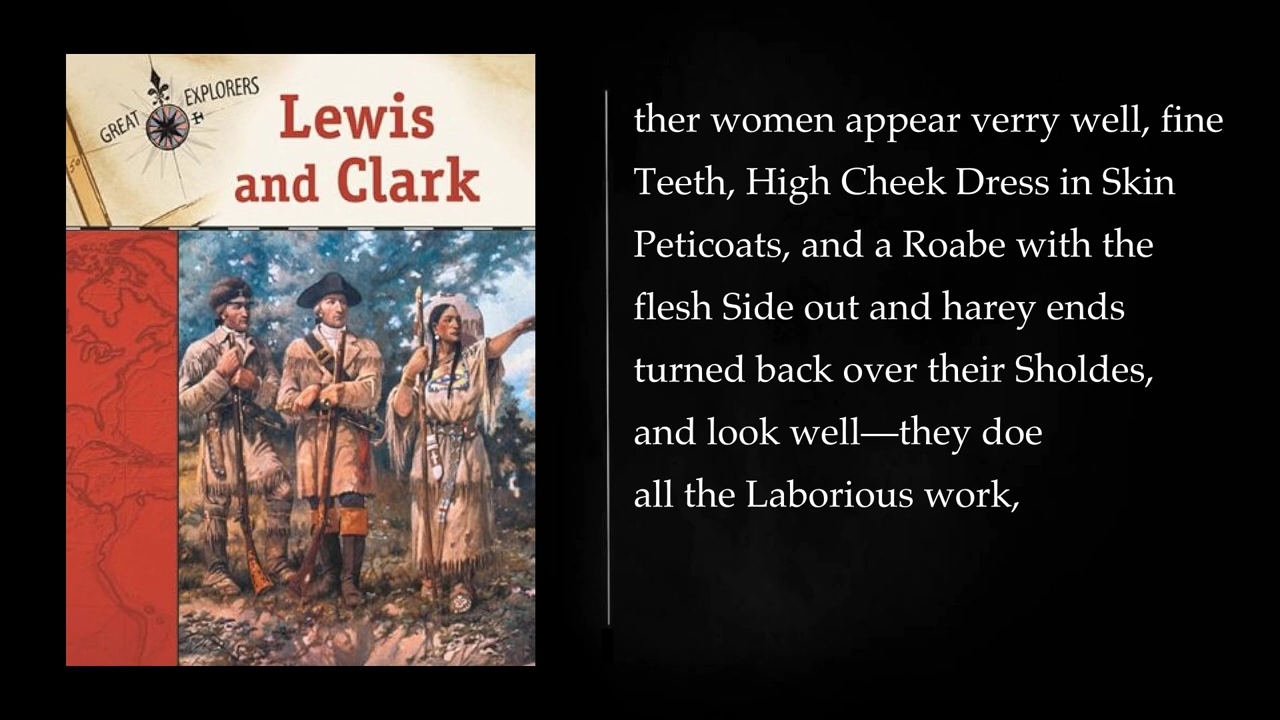 GREAT EXPLORERS
Lewis
and Clark
50
ther women appear verry well, fine
Teeth, High Cheek Dress in Skin
Peticoats, and a Roabe with the
flesh Side out and harey ends
turned back over their Sholdes,
and look well—they doe
all the Laborious work,